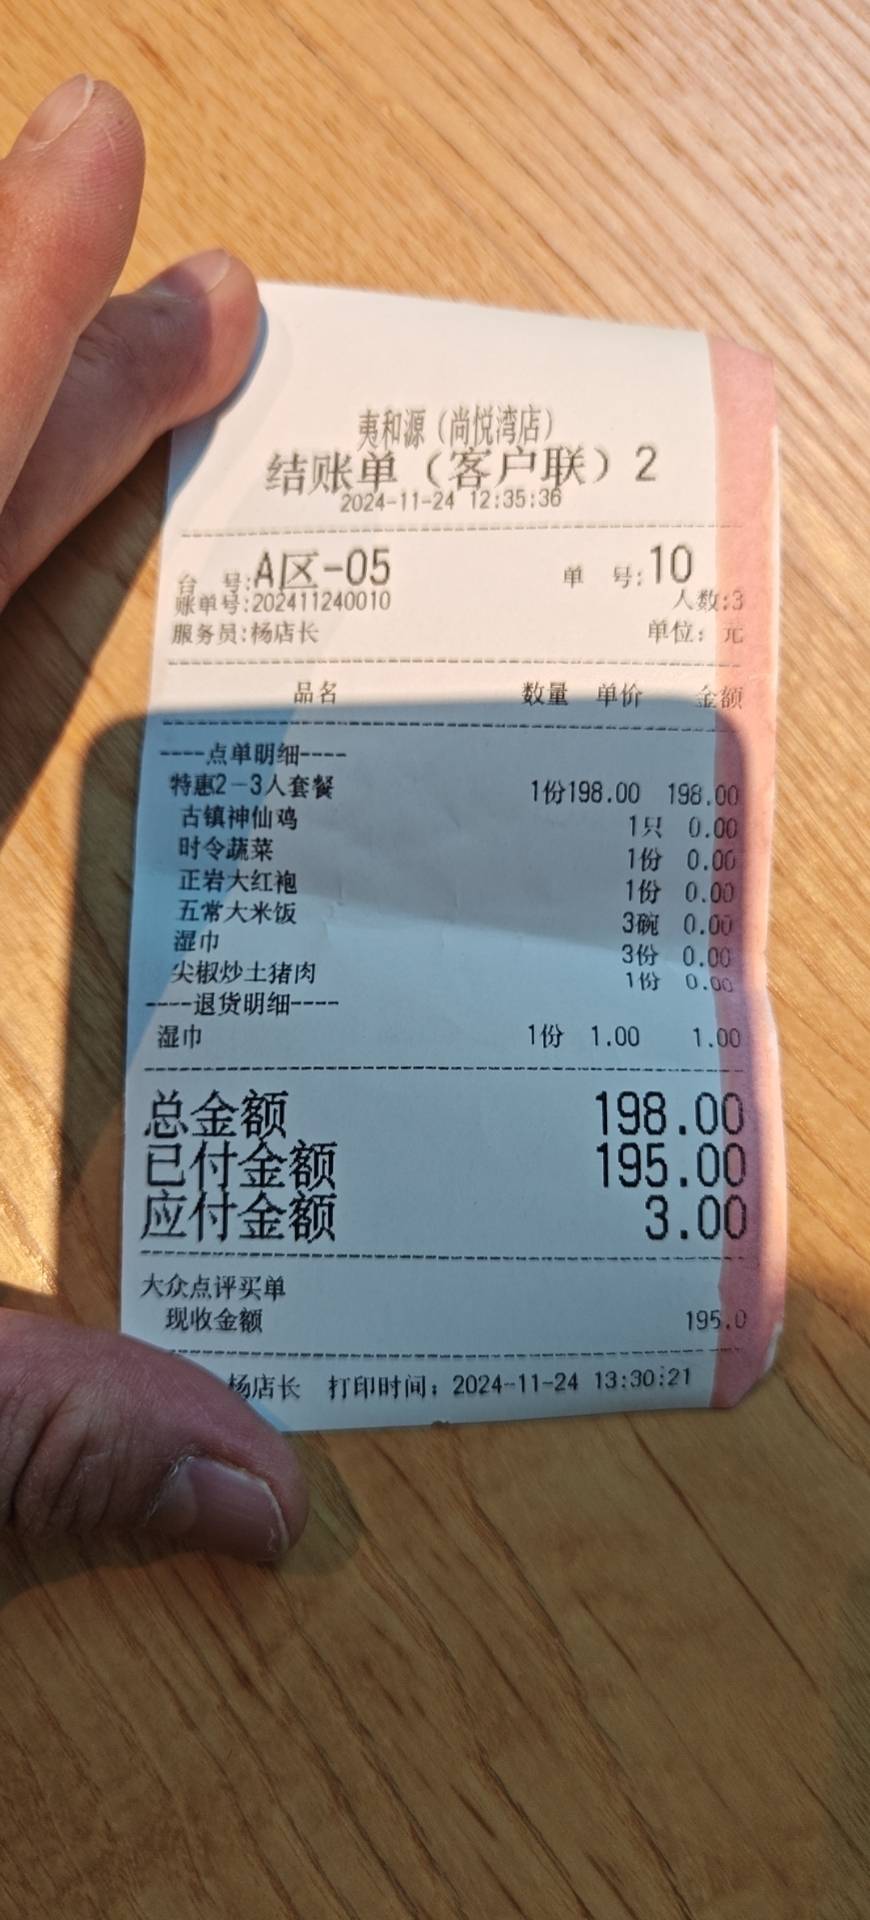 夷和源（尚悦湾店）
结账单（客户联）2
2024-11-24 12:35:36
台 号:A区-05 单 号:10
账单号:202411240010 人数:3
服务员:杨店长 单位: 元
品名 数量 单价 金额
----点单明细----
特惠2-3人套餐 1份198.00 198.00
古镇神仙鸡 1只 0.00
时令蔬菜 1份 0.00
正岩大红袍 1份 0.00
五常大米饭 3碗 0.00
湿巾 3份 0.00
尖椒炒土猪肉 1份 0.00
----退货明细----
湿巾 1份 1.00 1.00
总金额 198.00
已付金额 195.00
应付金额 3.00
大众点评买单
现收金额 195.0
杨店长 打印时间: 2024-11-24 13:30:21